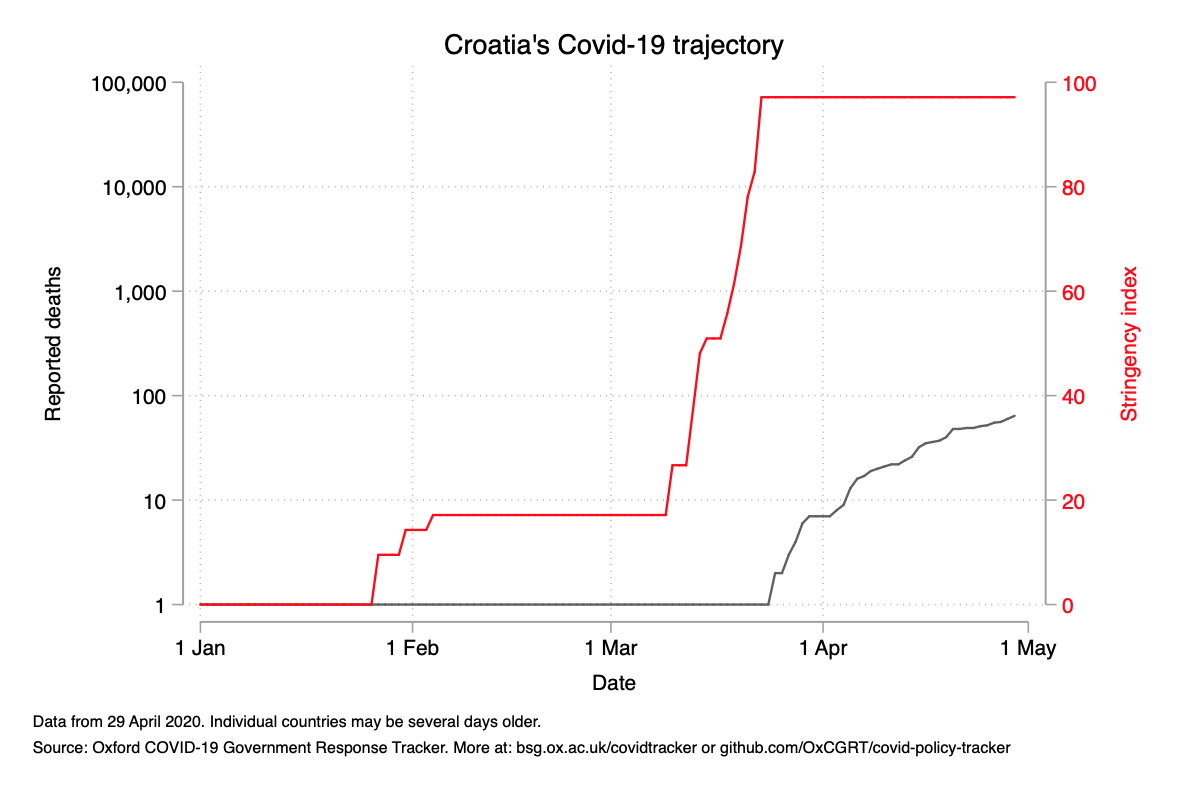 Croatia's Covid-19 trajectory
100,000
10,000
1,000
100
10
1
Reported deaths
100
80
60
40
20
0
Stringency index
1 Jan
1 Feb
1 Mar
1 Apr
1 May
Date
Data from 29 April 2020. Individual countries may be several days older.
Source: Oxford COVID-19 Government Response Tracker. More at: bsg.ox.ac.uk/covidtracker or github.com/OxCGRT/covid-policy-tracker